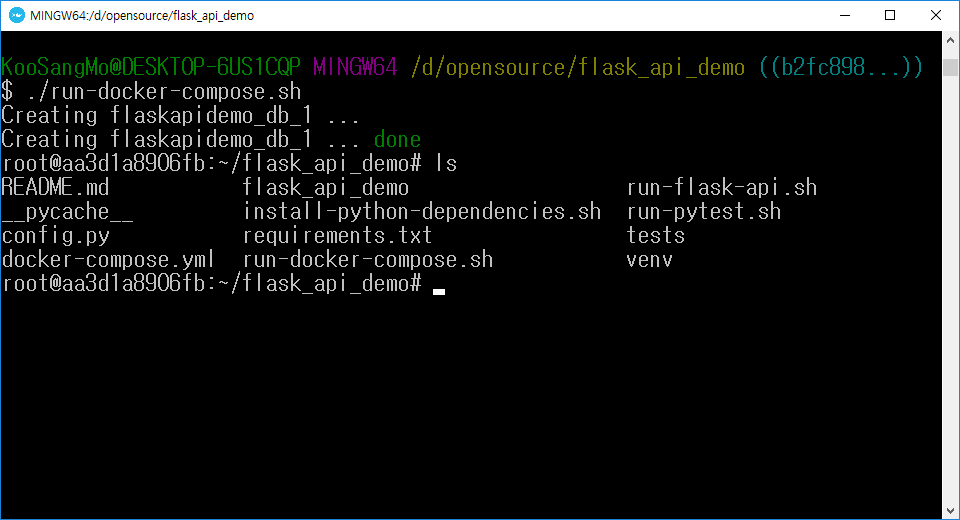 MINGW64:/d/opensource/flask_api_demo
KooSangMo@DESKTOP-6US1CQP MINGW64 /d/opensource/flask_api_demo ((b2fc898...))
$ ./run-docker-compose.sh
Creating flaskapidemo_db_1 ...
Creating flaskapidemo_db_1 ... done
root@aa3d1a8906fb:~/flask_api_demo# ls
README.md           flask_api_demo                  run-flask-api.sh
__pycache__         install-python-dependencies.sh  run-pytest.sh
config.py           requirements.txt                tests
docker-compose.yml  run-docker-compose.sh           venv
root@aa3d1a8906fb:~/flask_api_demo#